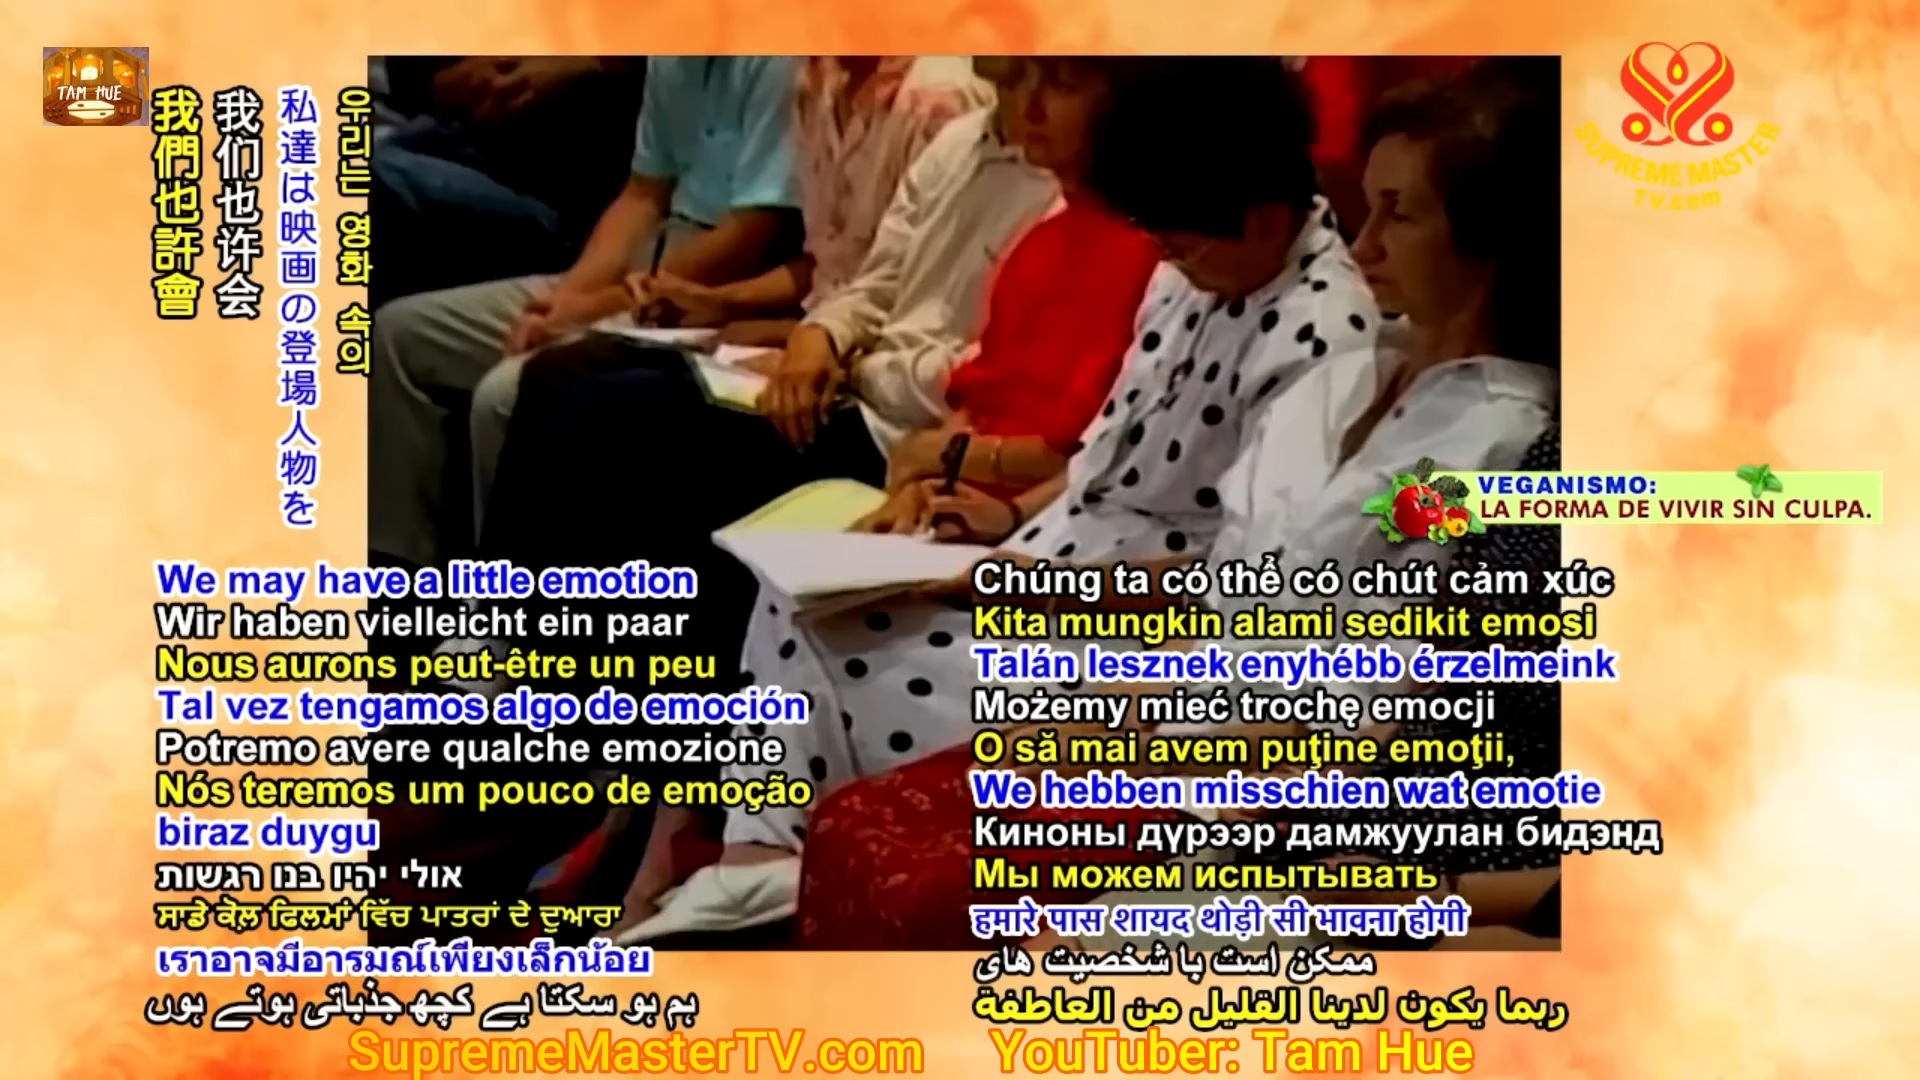 TAM HUE
我們也許會
我们也许会
私達は映画の登場人物を
우리는 영화 속의
SUPREME MASTER
TV.com
VEGANISMO:
LA FORMA DE VIVIR SIN CULPA.
We may have a little emotion
Wir haben vielleicht ein paar
Nous aurons peut-être un peu
Tal vez tengamos algo de emoción
Potremo avere qualche emozione
Nós teremos um pouco de emoção
biraz duygu
אולי יהיו בנו רגשות
ਸਾਡੇ ਕੋਲ ਫਿਲਮਾਂ ਵਿੱਚ ਪਾਤਰਾਂ ਦੇ ਦੁਆਰਾ
เราอาจมีอารมณ์เพียงเล็กน้อย
ہم ہو سکتا ہے کچھ جذباتی ہوتے ہوں
Chúng ta có thể có chút cảm xúc
Kita mungkin alami sedikit emosi
Talán lesznek enyhébb érzelmeink
Możemy mieć trochę emocji
O să mai avem puţine emoţii,
We hebben misschien wat emotie
Киноны дүрээр дамжуулан бидэнд
Мы можем испытывать
हमारे पास शायद थोड़ी सी भावना होगी
ممکن است با شخصیت های
ربما يكون لدينا القليل من العاطفة
SupremeMasterTV.com YouTuber: Tam Hue